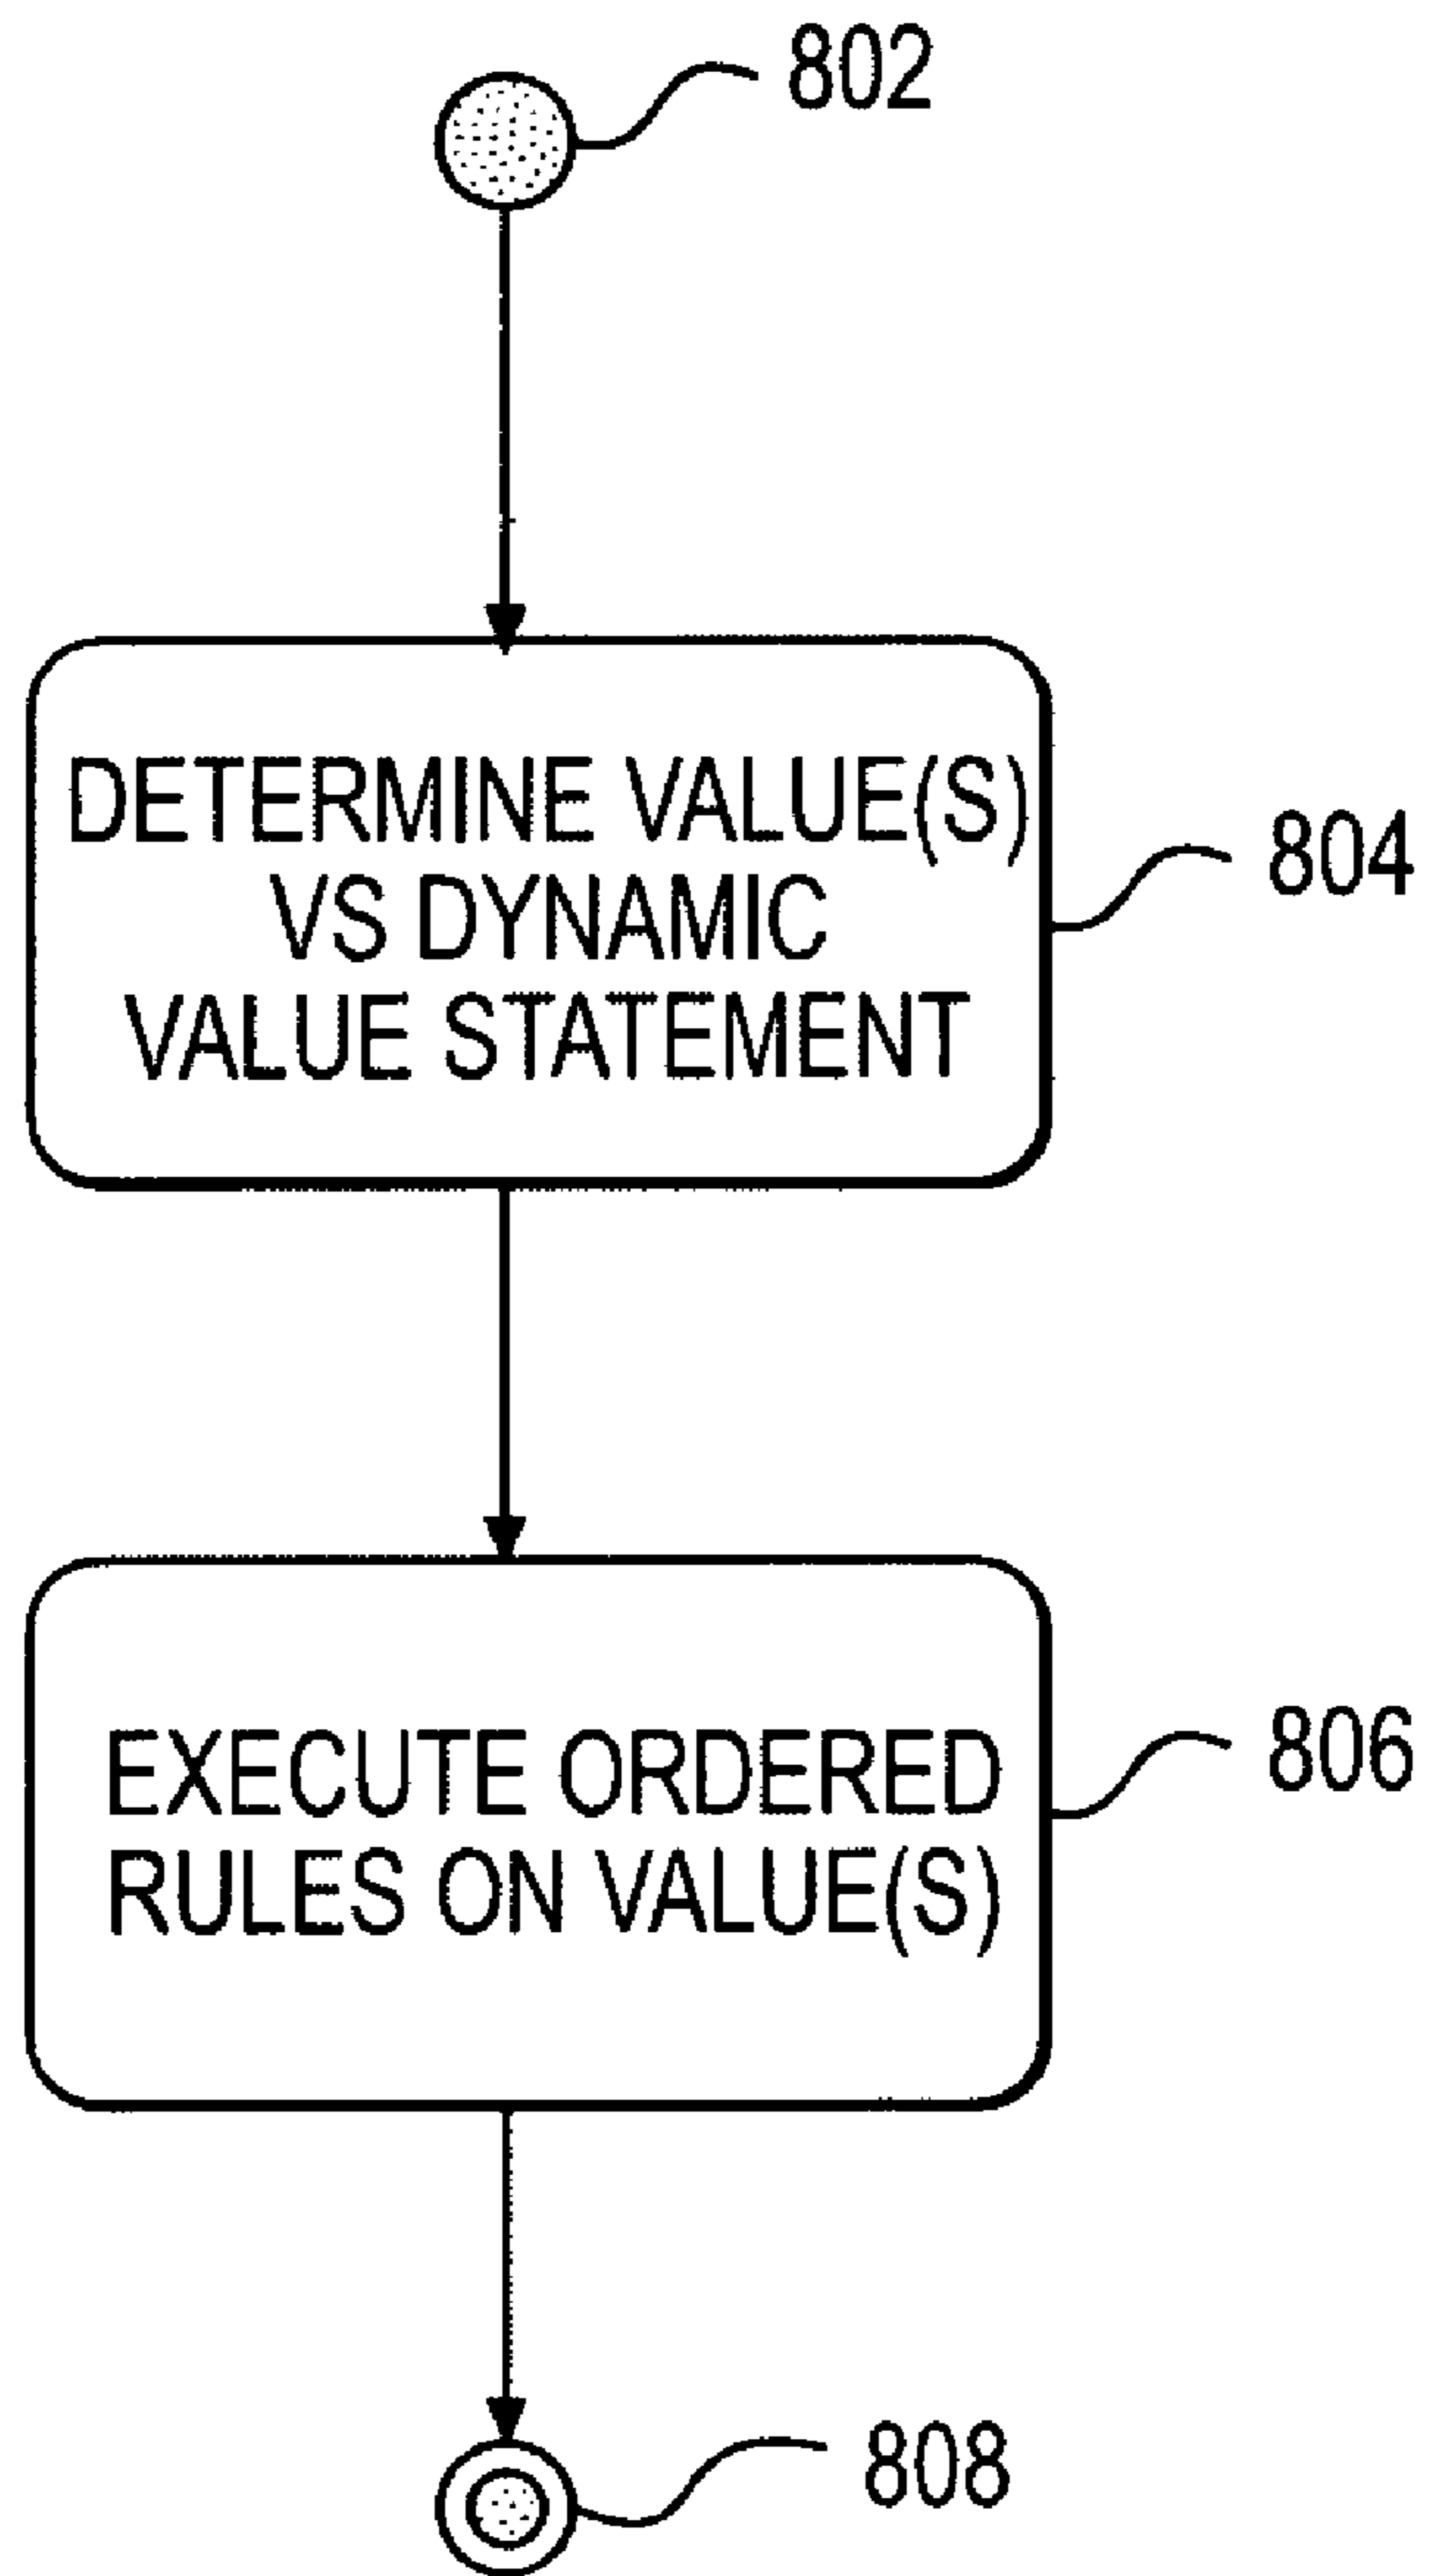 802
DETERMINE VALUE(S)
VS DYNAMIC
VALUE STATEMENT
804
EXECUTE ORDERED
RULES ON VALUE(S)
806
808